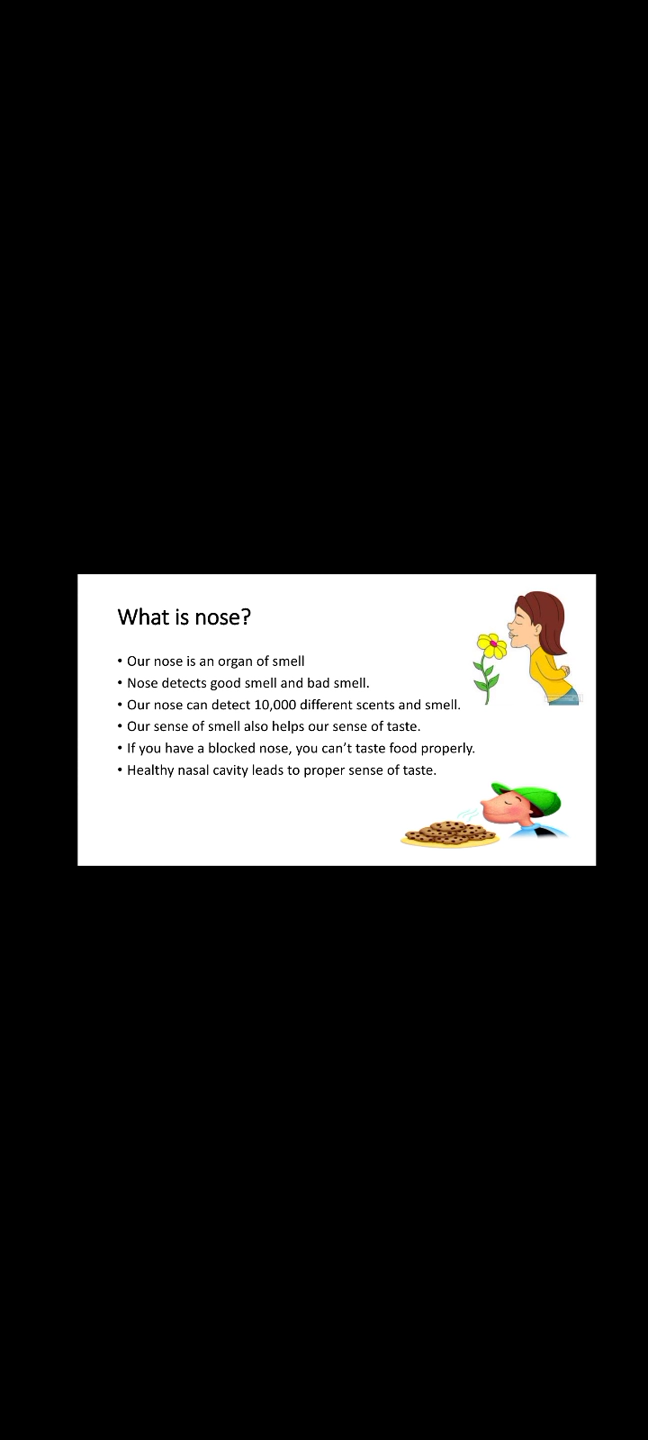 What is nose?
• Our nose is an organ of smell
• Nose detects good smell and bad smell.
• Our nose can detect 10,000 different scents and smell.
• Our sense of smell also helps our sense of taste.
• If you have a blocked nose, you can’t taste food properly.
• Healthy nasal cavity leads to proper sense of taste.